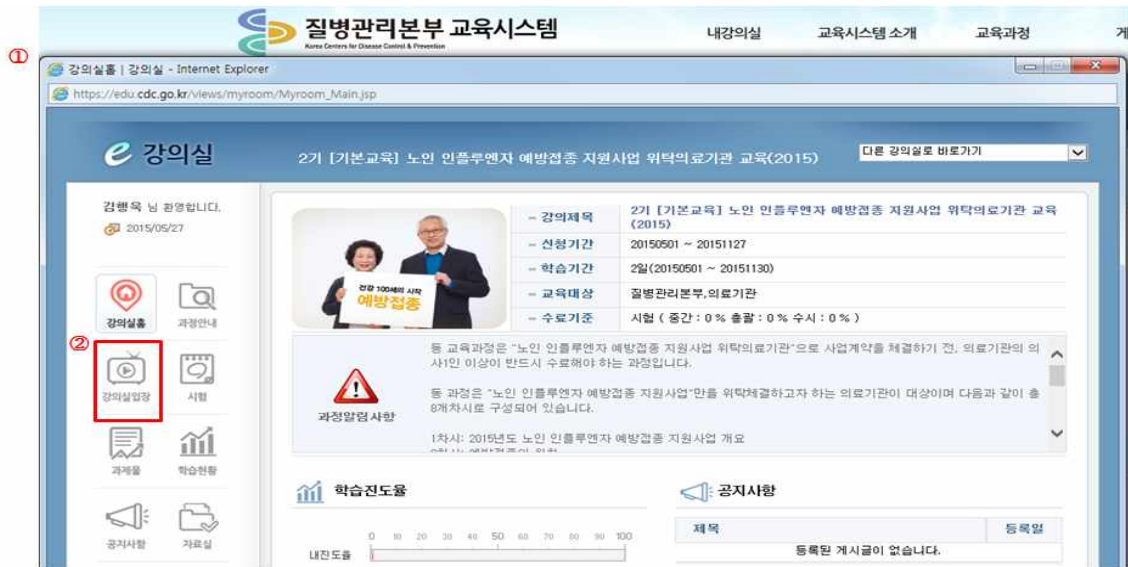 질병관리본부 교육시스템
Korea Centers for Disease Control & Prevention
내강의실 교육시스템 소개 교육과정 게
①
강의실홈 | 강의실 - Internet Explorer
https://edu.cdc.go.kr/views/myroom/Myroom_Main.jsp
e 강의실
2기 [기본교육] 노인 인플루엔자 예방접종 지원사업 위탁의료기관 교육(2015)
다른 강의실로 바로가기
김행욱 님 환영합니다.
2015/05/27
강의실홈 과정안내
②
강의실입장 시험
과제물 학습현황
공지사항 자료실
건강 100세의 시작
예방접종
강의제목 2기 [기본교육] 노인 인플루엔자 예방접종 지원사업 위탁의료기관 교육
(2015)
신청기간 20150501 ~ 20151127
학습기간 2일(20150501 ~ 20151130)
교육대상 질병관리본부,의료기관
수료기준 시험 ( 중간 : 0 % 총괄 : 0 % 수시 : 0 % )
과정알림사항
동 교육과정은 "노인 인플루엔자 예방접종 지원사업 위탁의료기관"으로 사업계약을 체결하기 전, 의료기관의 의
사1인 이상이 반드시 수료해야 하는 과정입니다.
동 과정은 "노인 인플루엔자 예방접종 지원사업"만을 위탁체결하고자 하는 의료기관이 대상이며 다음과 같이 총
8개차시로 구성되어 있습니다.
1차시: 2015년도 노인 인플루엔자 예방접종 지원사업 개요
학습진도율
0 10 20 30 40 50 60 70 80 90 100
내진도율
공지사항
제목 등록일
등록된 게시글이 없습니다.